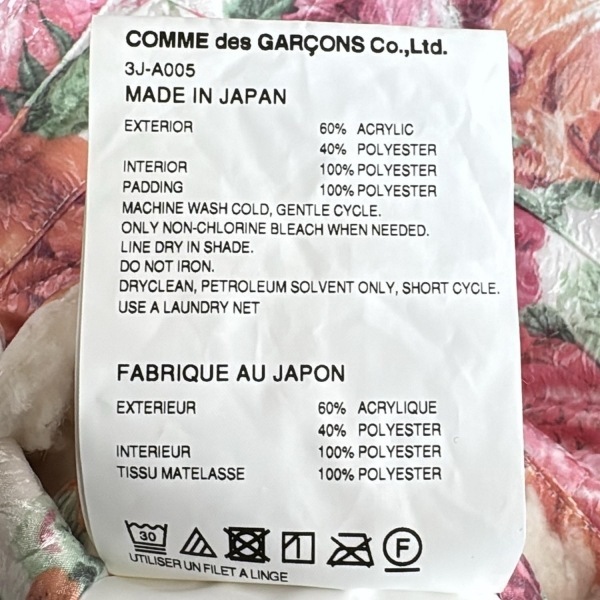 COMME des GARÇONS Co.,Ltd.
3J-A005
MADE IN JAPAN
EXTERIOR 60% ACRYLIC
40% POLYESTER
INTERIOR 100% POLYESTER
PADDING 100% POLYESTER
MACHINE WASH COLD, GENTLE CYCLE.
ONLY NON-CHLORINE BLEACH WHEN NEEDED.
LINE DRY IN SHADE.
DO NOT IRON.
DRYCLEAN, PETROLEUM SOLVENT ONLY, SHORT CYCLE.
USE A LAUNDRY NET
FABRIQUE AU JAPON
EXTERIEUR 60% ACRYLIQUE
40% POLYESTER
INTERIEUR 100% POLYESTER
TISSU MATELASSE 100% POLYESTER
30 F
UTILISER UN FILET A LINGE